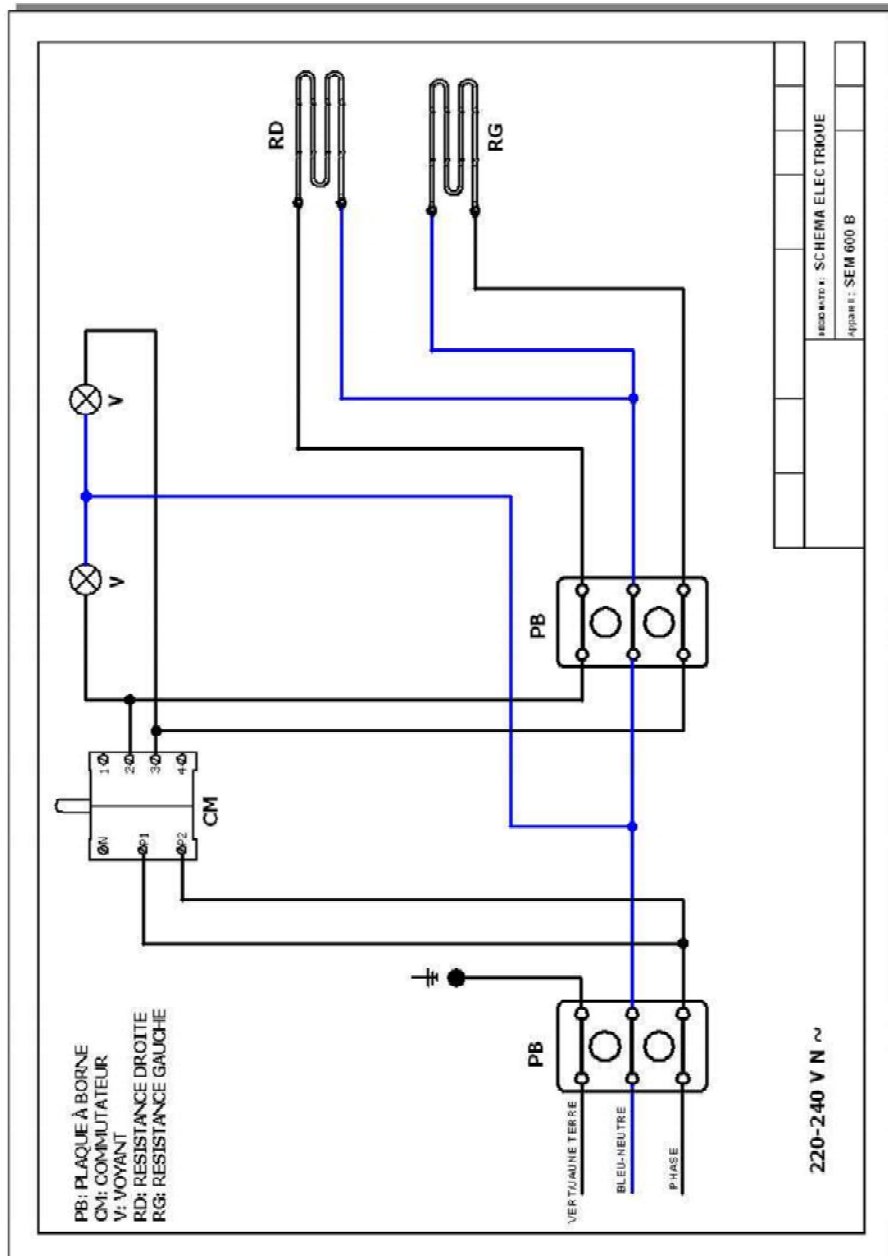 PB: PLAQUE À BORNE
CM: COMMUTATEUR
V: VOYANT
RD: RESISTANCE DROITE
RG: RESISTANCE GAUCHE
V
V
RD
RG
N
P1
P2
1
2
3
4
CM
PB
PB
VERT/JAUNE TERRE
BLEU-NEUTRE
PHASE
220-240 V N ~
SCHEMA ELECTRIQUE
Appareil: SEM 600 B